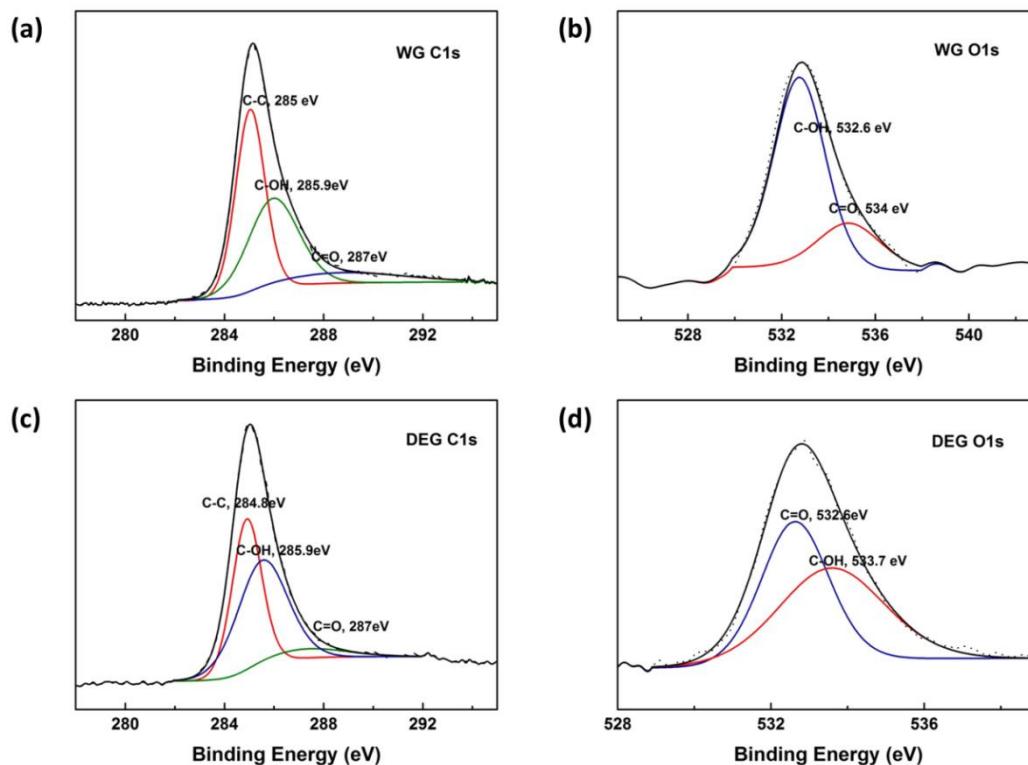 (a)
WG C1s
C-C, 285 eV
C-OH, 285.9eV
C=O, 287eV
280 284 288 292
Binding Energy (eV)
(b)
WG O1s
C-OH, 532.6 eV
C=O, 534 eV
528 532 536 540
Binding Energy (eV)
(c)
DEG C1s
C-C, 284.8eV
C-OH, 285.9eV
C=O, 287eV
280 284 288 292
Binding Energy (eV)
(d)
DEG O1s
C=O, 532.6eV
C-OH, 533.7 eV
528 532 536
Binding Energy (eV)